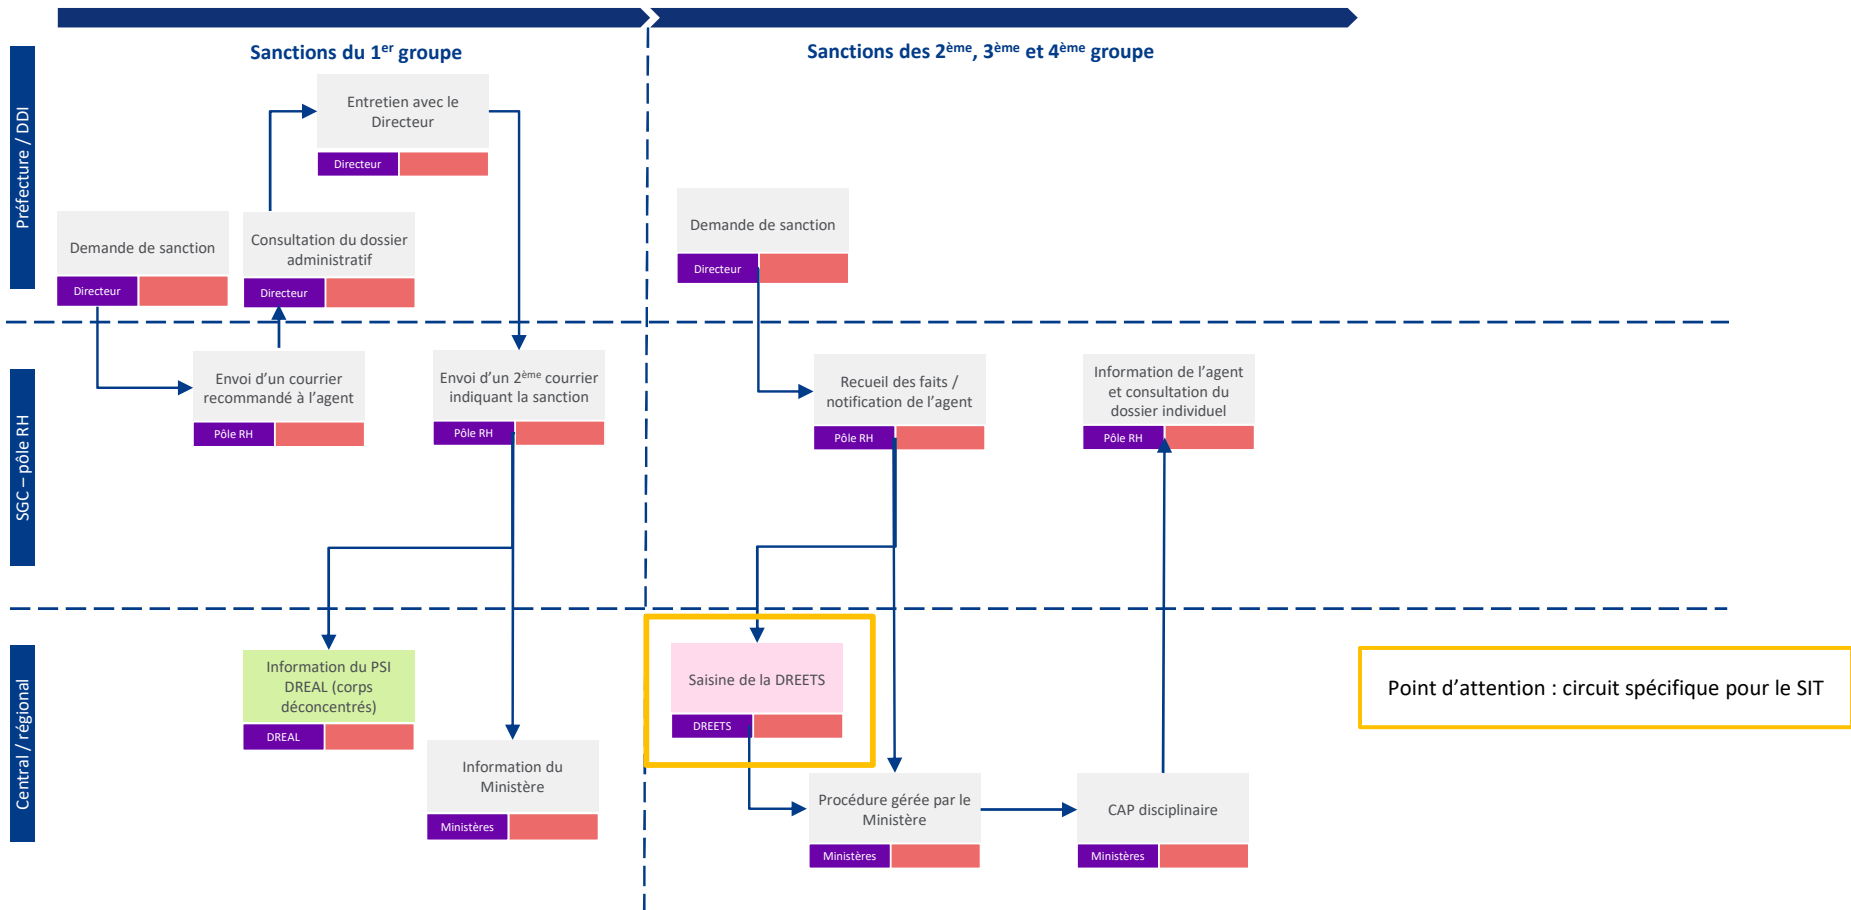 Sanctions du 1er groupe
Sanctions des 2ème, 3ème et 4ème groupe
Préfecture / DDI
Entretien avec le
Directeur
Directeur
Demande de sanction
Directeur
Consultation du dossier
administratif
Directeur
Demande de sanction
Directeur
SGC – pôle RH
Envoi d’un courrier
recommandé à l’agent
Pôle RH
Envoi d’un 2ème courrier
indiquant la sanction
Pôle RH
Recueil des faits /
notification de l’agent
Pôle RH
Information de l’agent
et consultation du
dossier individuel
Pôle RH
Central / régional
Information du PSI
DREAL (corps
déconcentrés)
DREAL
Information du
Ministère
Ministères
Saisine de la DREETS
DREETS
Procédure gérée par le
Ministère
Ministères
CAP disciplinaire
Ministères
Point d’attention : circuit spécifique pour le SIT